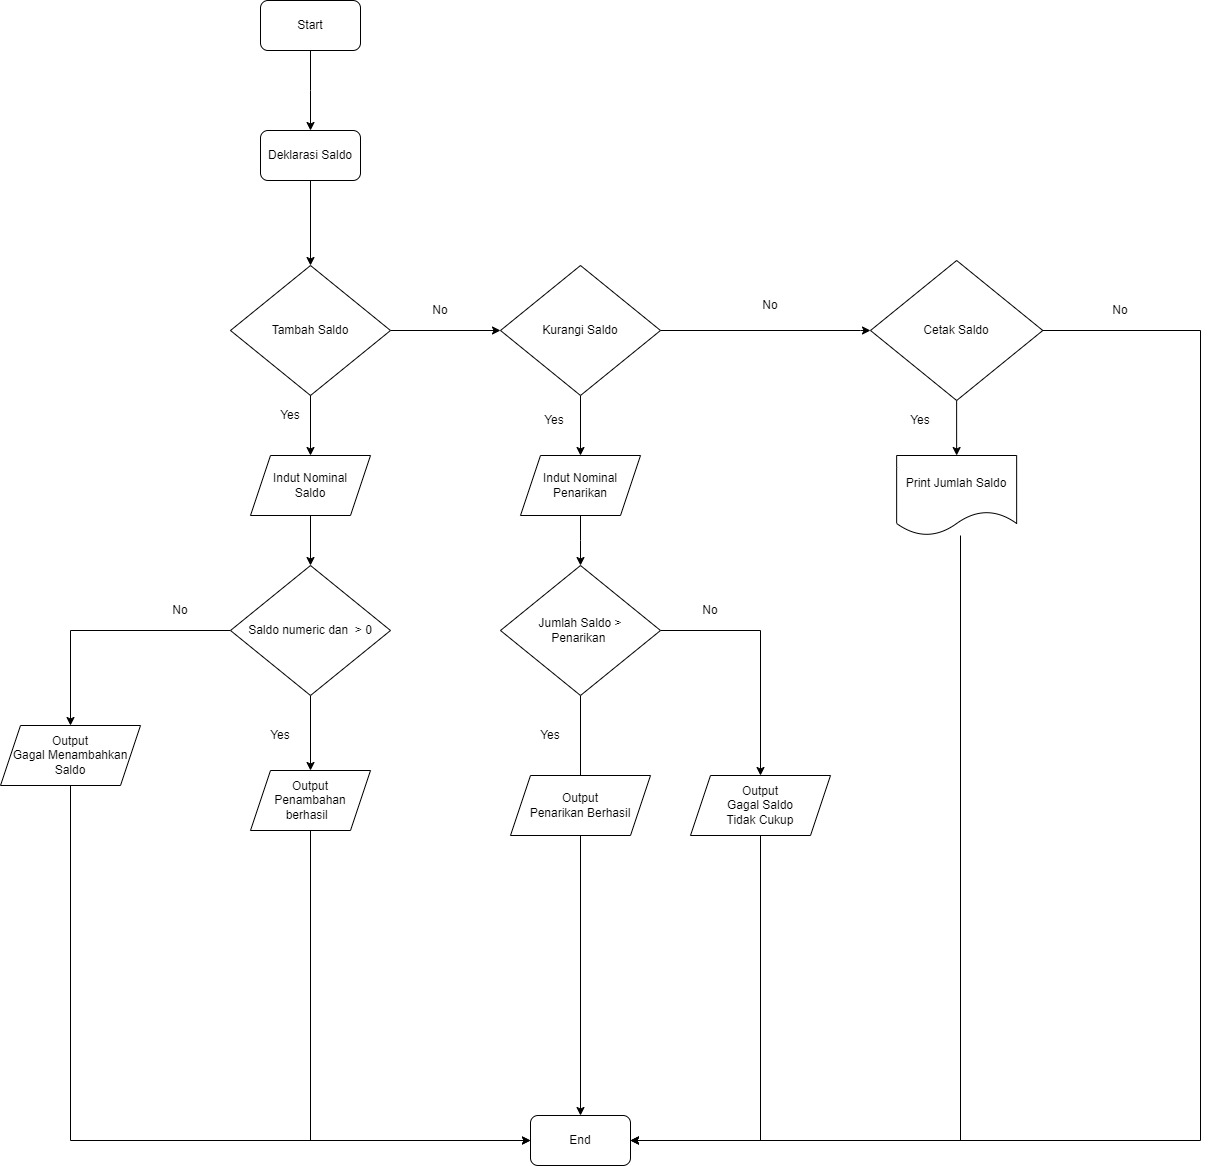 Start
Deklarasi Saldo
Tambah Saldo
No
Kurangi Saldo
No
Cetak Saldo
No
Yes
Yes
Yes
Indut Nominal
Saldo
Indut Nominal
Penarikan
Print Jumlah Saldo
No
Saldo numeric dan > 0
Jumlah Saldo >
Penarikan
No
Yes
Yes
Output
Gagal Menambahkan
Saldo
Output
Penambahan
berhasil
Output
Penarikan Berhasil
Output
Gagal Saldo
Tidak Cukup
End